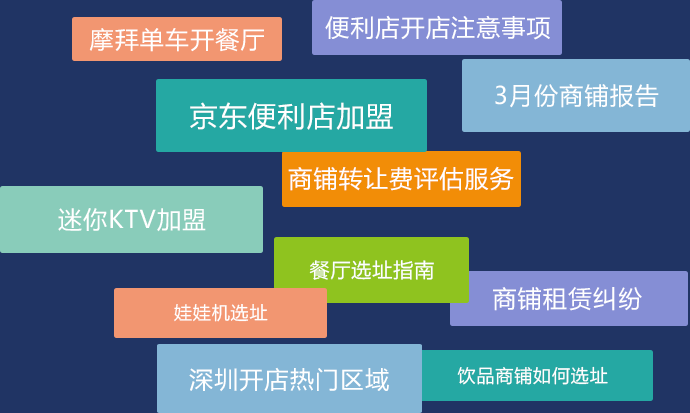 摩拜单车开餐厅
便利店开店注意事项
3月份商铺报告
京东便利店加盟
商铺转让费评估服务
迷你KTV加盟
餐厅选址指南
商铺租赁纠纷
娃娃机选址
深圳开店热门区域
饮品商铺如何选址